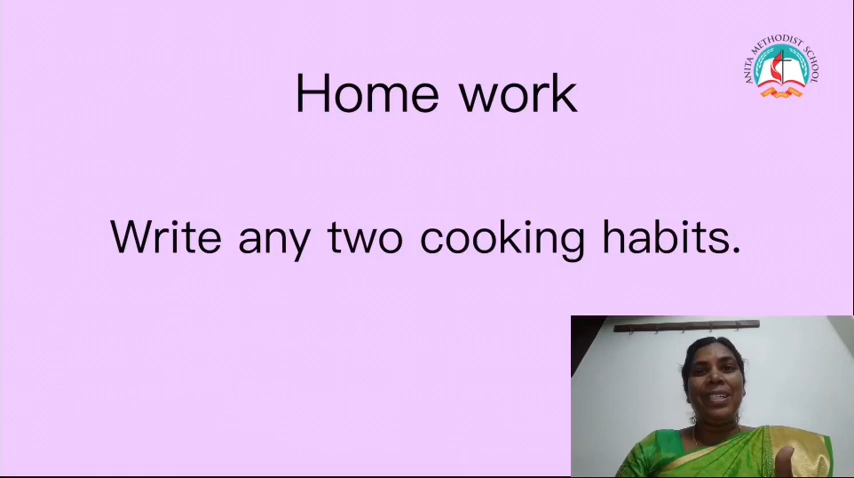 ANITA METHODIST SCHOOL
Home work
Write any two cooking habits.